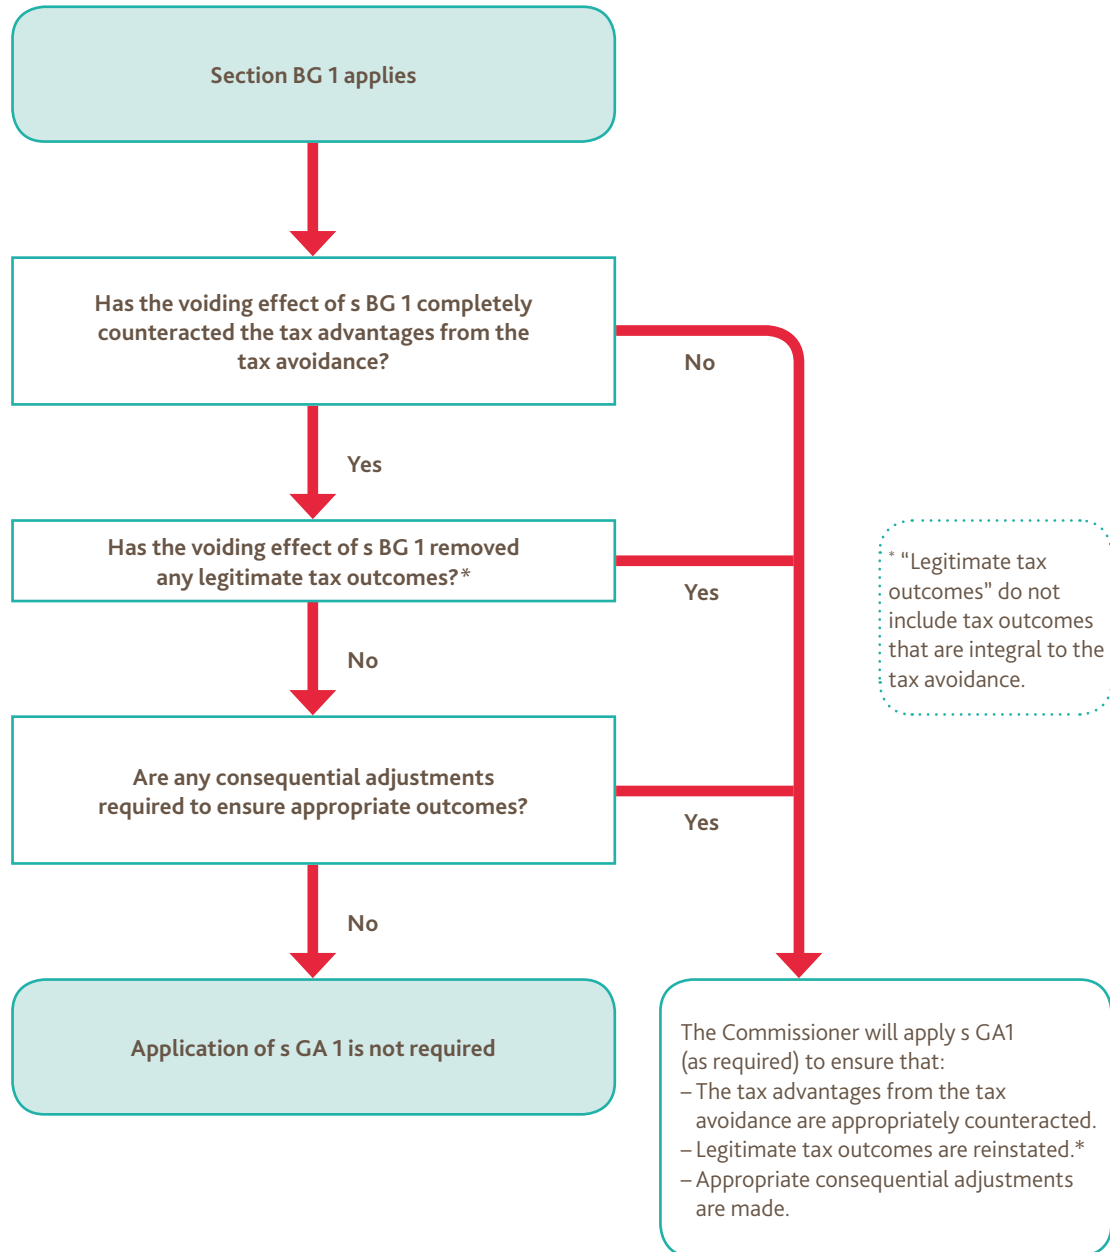 Section BG 1 applies
Has the voiding effect of s BG 1 completely
counteracted the tax advantages from the
tax avoidance?
No
Yes
Has the voiding effect of s BG 1 removed
any legitimate tax outcomes?*
Yes
No
* “Legitimate tax
outcomes” do not
include tax outcomes
that are integral to the
tax avoidance.
Are any consequential adjustments
required to ensure appropriate outcomes?
Yes
No
Application of s GA 1 is not required
The Commissioner will apply s GA1
(as required) to ensure that:
– The tax advantages from the tax
avoidance are appropriately counteracted.
– Legitimate tax outcomes are reinstated.*
– Appropriate consequential adjustments
are made.